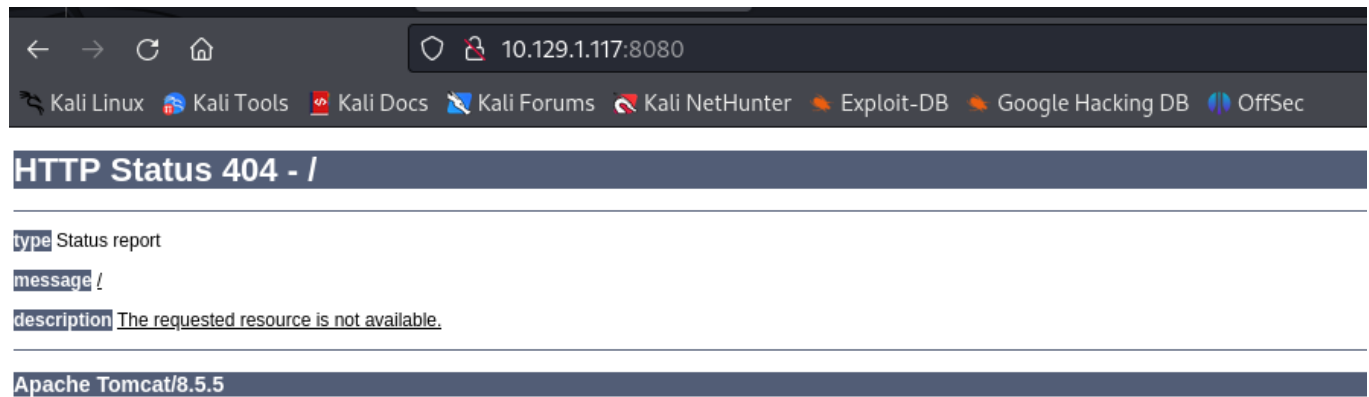 10.129.1.117:8080
Kali Linux Kali Tools Kali Docs Kali Forums Kali NetHunter Exploit-DB Google Hacking DB OffSec
HTTP Status 404 - /
type Status report
message /
description The requested resource is not available.
Apache Tomcat/8.5.5